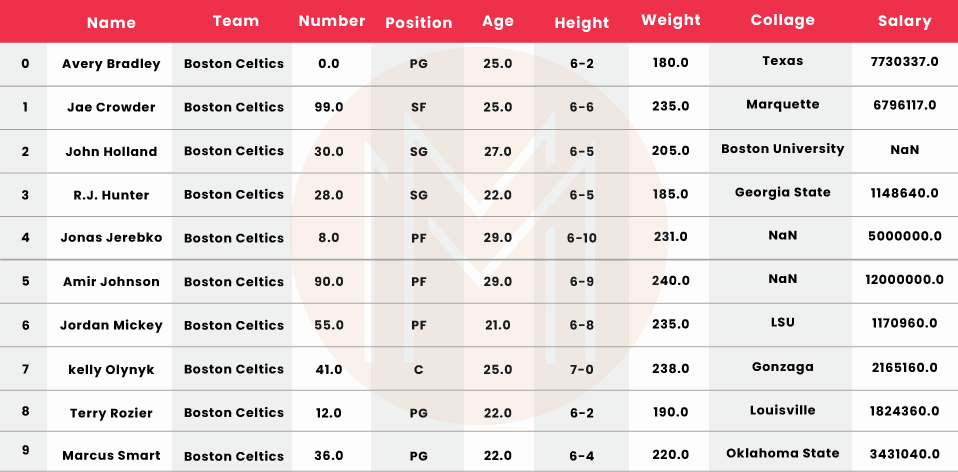 Name Team Number Position Age Height Weight Collage Salary
0 Avery Bradley Boston Celtics 0.0 PG 25.0 6-2 180.0 Texas 7730337.0
1 Jae Crowder Boston Celtics 99.0 SF 25.0 6-6 235.0 Marquette 6796117.0
2 John Holland Boston Celtics 30.0 SG 27.0 6-5 205.0 Boston University NaN
3 R.J. Hunter Boston Celtics 28.0 SG 22.0 6-5 185.0 Georgia State 1148640.0
4 Jonas Jerebko Boston Celtics 8.0 PF 29.0 6-10 231.0 NaN 5000000.0
5 Amir Johnson Boston Celtics 90.0 PF 29.0 6-9 240.0 NaN 12000000.0
6 Jordan Mickey Boston Celtics 55.0 PF 21.0 6-8 235.0 LSU 1170960.0
7 kelly Olynyk Boston Celtics 41.0 C 25.0 7-0 238.0 Gonzaga 2165160.0
8 Terry Rozier Boston Celtics 12.0 PG 22.0 6-2 190.0 Louisville 1824360.0
9 Marcus Smart Boston Celtics 36.0 PG 22.0 6-4 220.0 Oklahoma State 3431040.0